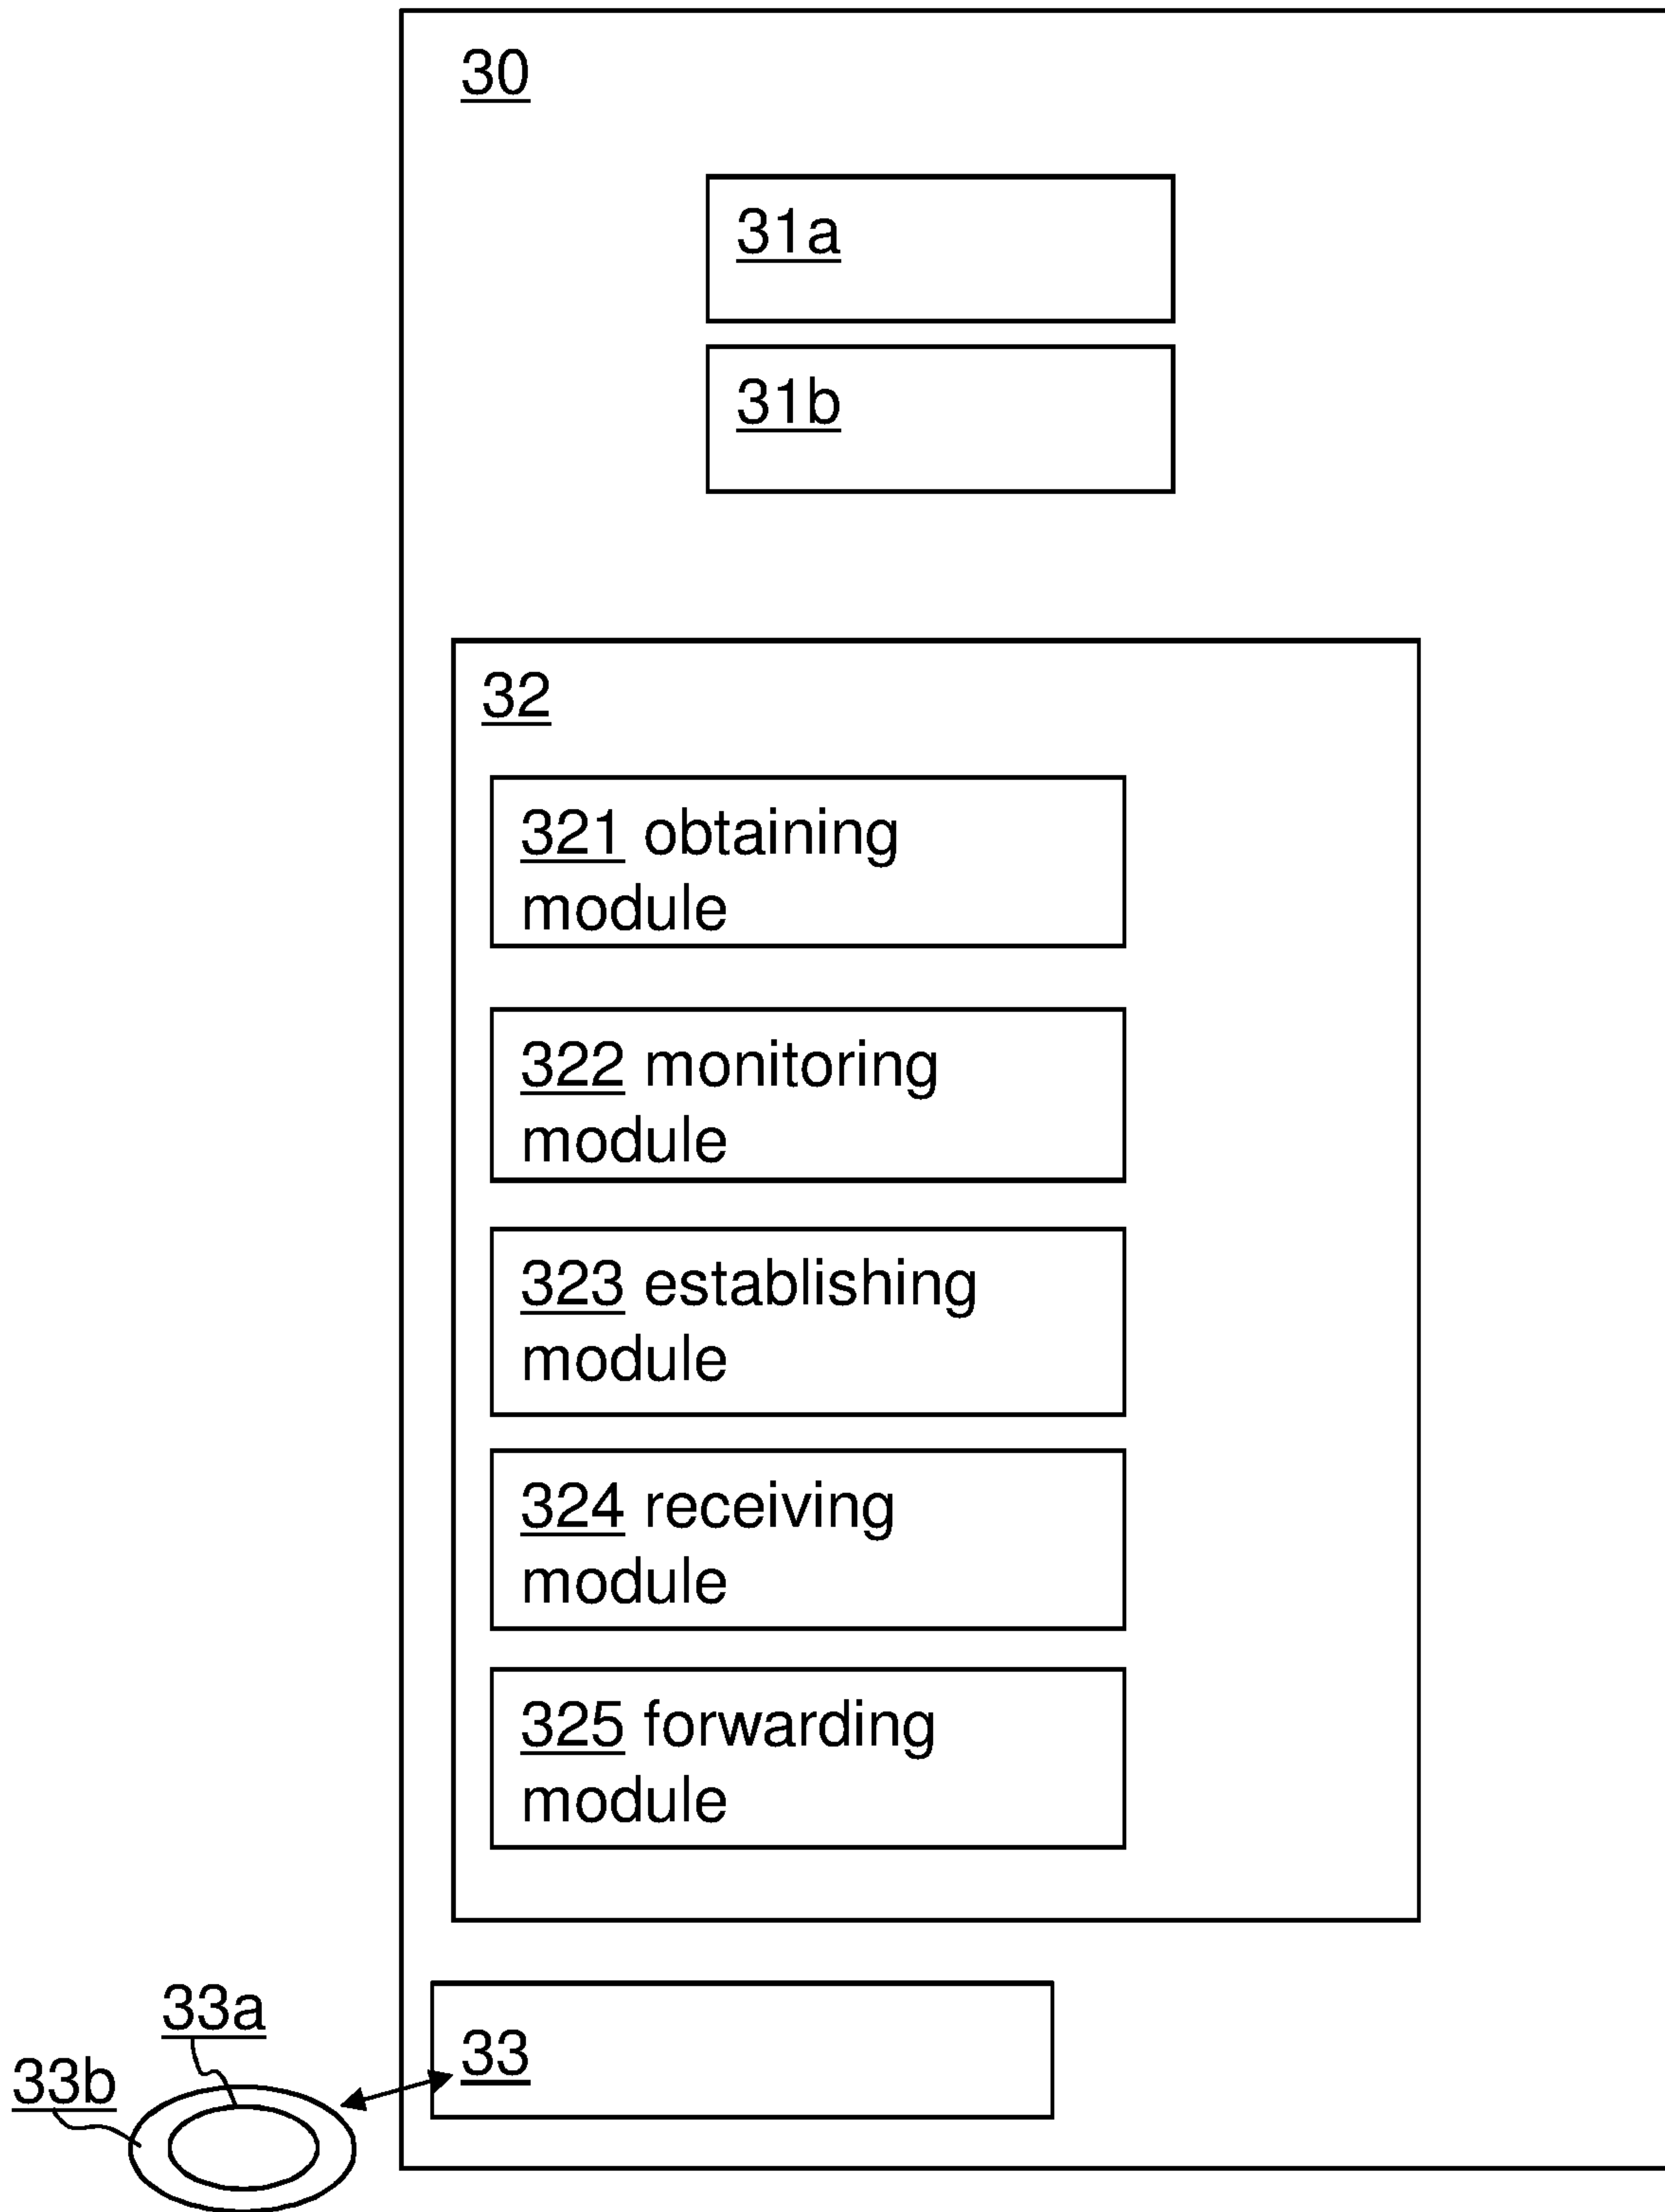 30
31a
31b
32
321 obtaining
module
322 monitoring
module
323 establishing
module
324 receiving
module
325 forwarding
module
33a
33
33b